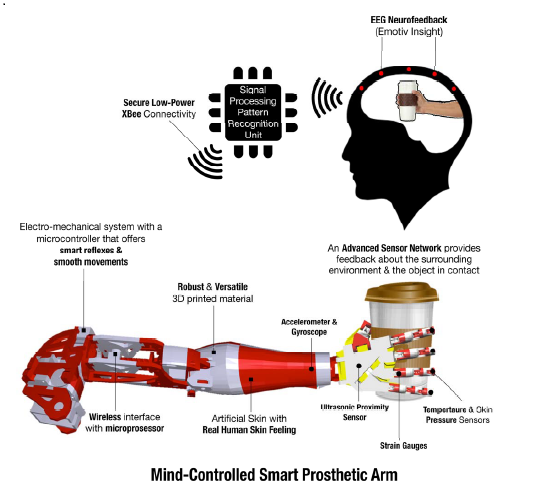 .
EEG Neurofeedback
(Emotiv Insight)
Signal
Processing
Pattern
Recognition
Unit
Secure Low-Power
XBee Connectivity
Electro-mechanical system with a
microcontroller that offers
smart reflexes &
smooth movements
An Advanced Sensor Network provides
feedback about the surrounding
environment & the object in contact
Robust & Versatile
3D printed material
Accelerometer &
Gyroscope
Wireless interface
with microprosessor
Artificial Skin with
Real Human Skin Feeling
Ultrasonic Proximity
Sensor
Temportaure & Skin
Pressure Sensors
Strain Gauges
Mind-Controlled Smart Prosthetic Arm